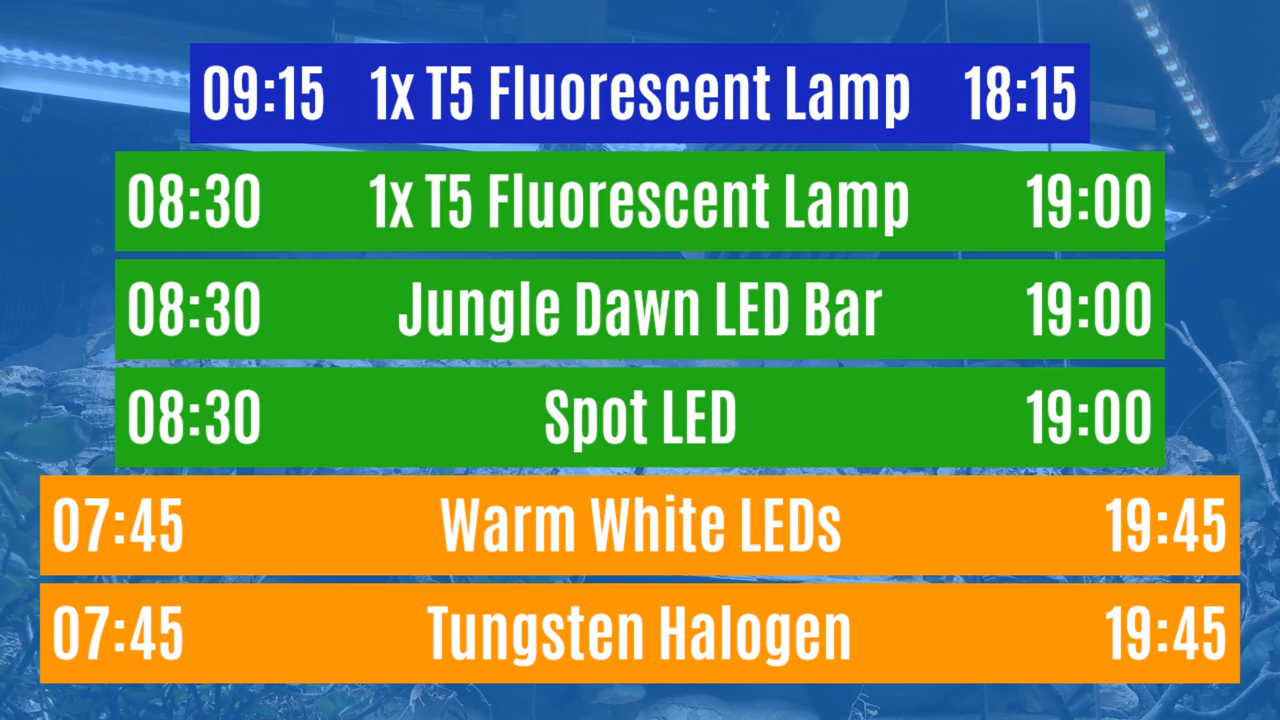 09:15 1x T5 Fluorescent Lamp 18:15
08:30 1x T5 Fluorescent Lamp 19:00
08:30 Jungle Dawn LED Bar 19:00
08:30 Spot LED 19:00
07:45 Warm White LEDs 19:45
07:45 Tungsten Halogen 19:45